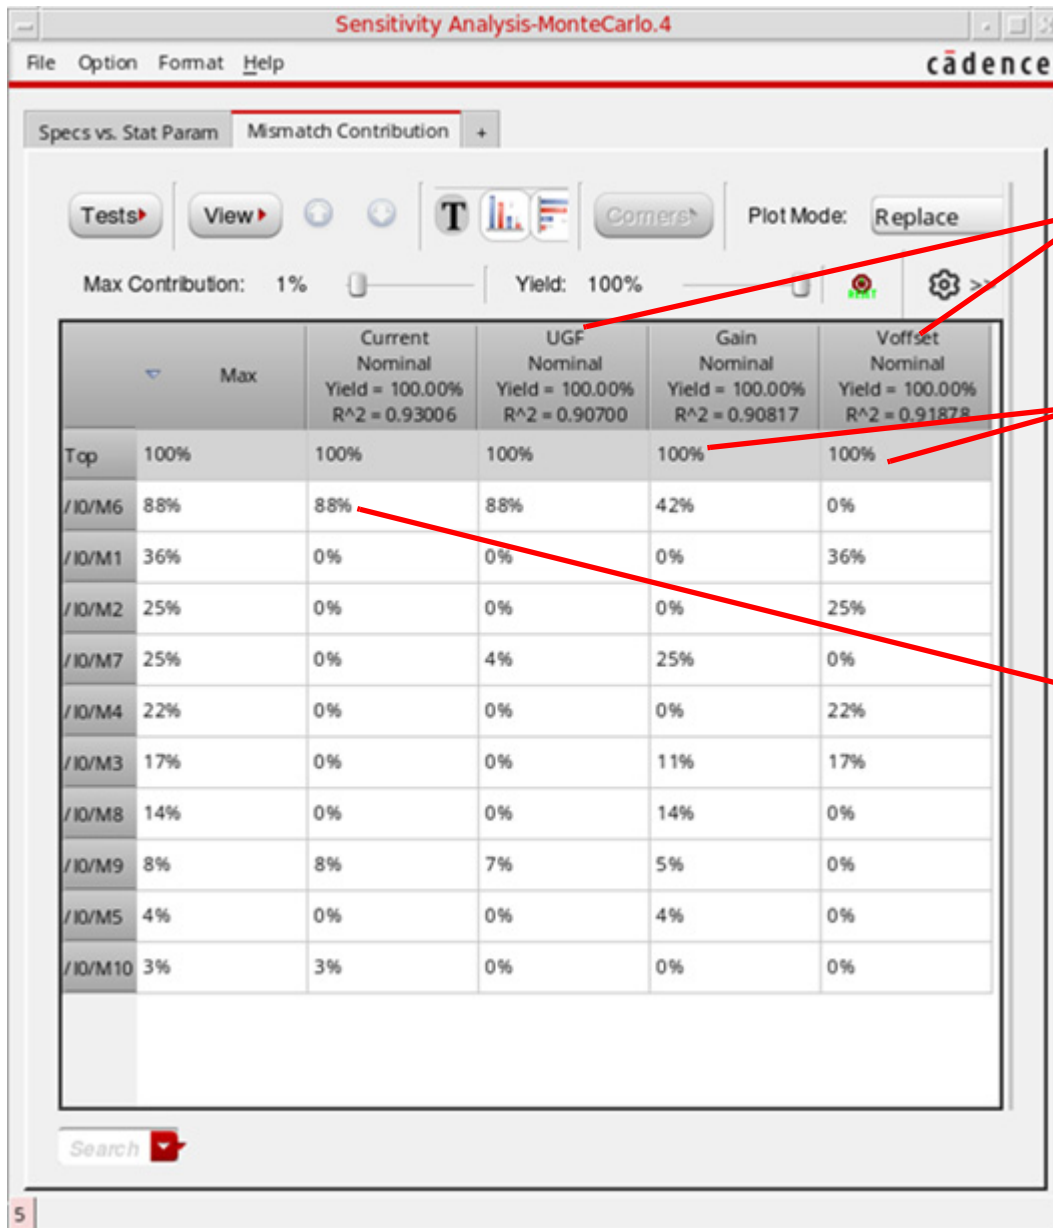 Sensitivity Analysis-MonteCarlo.4
File Option Format Help
cādence
Specs vs. Stat Param Mismatch Contribution +
Tests View T Corners Plot Mode: Replace
Max Contribution: 1% Yield: 100% >>
Max Current Nominal Yield = 100.00% R^2 = 0.93006 UGF Nominal Yield = 100.00% R^2 = 0.90700 Gain Nominal Yield = 100.00% R^2 = 0.90817 Voffset Nominal Yield = 100.00% R^2 = 0.91878
Top 100% 100% 100% 100% 100%
/I0/M6 88% 88% 88% 42% 0%
/I0/M1 36% 0% 0% 0% 36%
/I0/M2 25% 0% 0% 0% 25%
/I0/M7 25% 0% 4% 25% 0%
/I0/M4 22% 0% 0% 0% 22%
/I0/M3 17% 0% 0% 11% 17%
/I0/M8 14% 0% 0% 14% 0%
/I0/M9 8% 8% 7% 5% 0%
/I0/M5 4% 0% 0% 4% 0%
/I0/M10 3% 3% 0% 0% 0%
Search
5